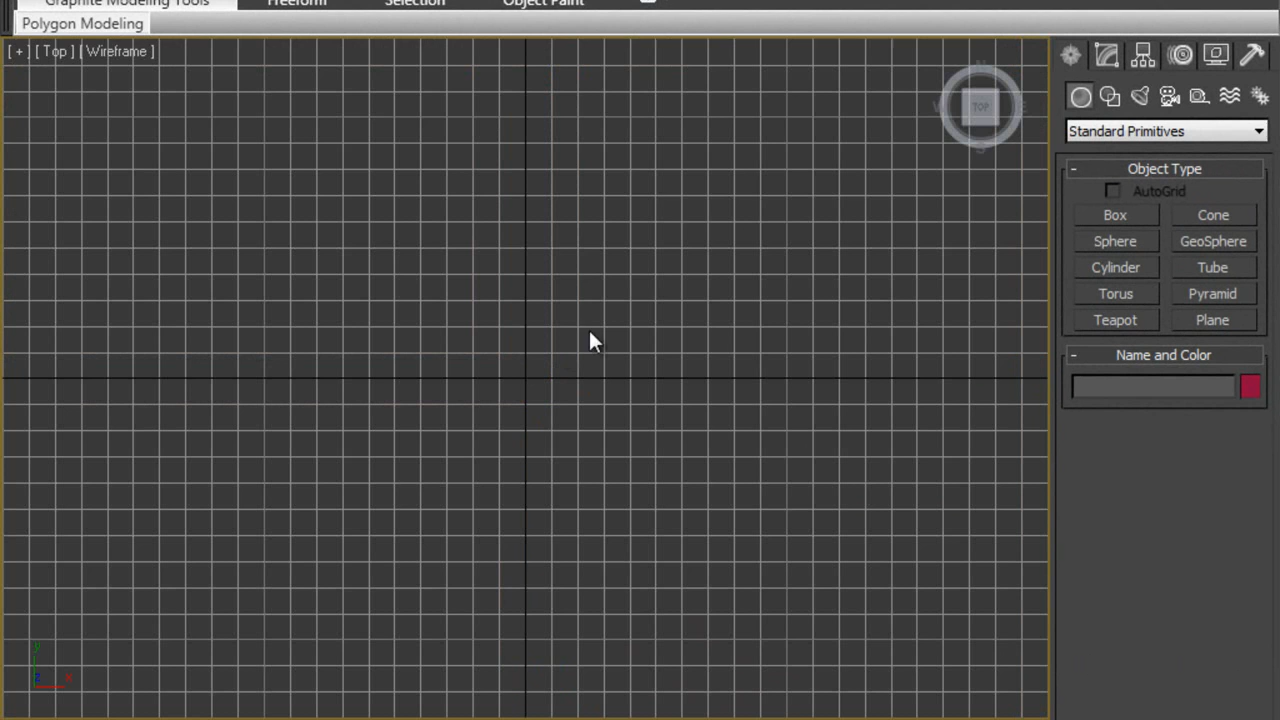 Graphite Modeling Tools Freeform Selection Object Paint
Polygon Modeling
[ + ] [ Top ] [ Wireframe ]
N
W TOP E
S
Standard Primitives
- Object Type
AutoGrid
Box Cone
Sphere GeoSphere
Cylinder Tube
Torus Pyramid
Teapot Plane
- Name and Color
y
z x